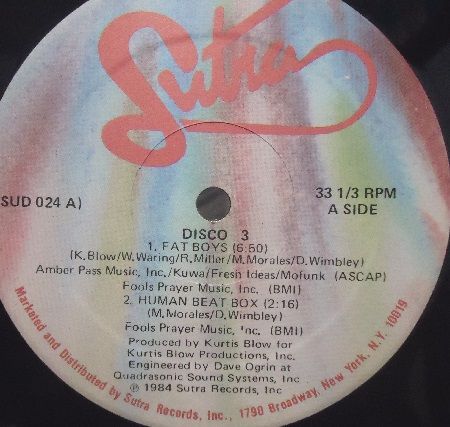 Sutra
SUD 024 A)
33 1/3 RPM
A SIDE
DISCO 3
1. FAT BOYS (6:50)
(K.Blow/W.Waring/R.Miller/M.Morales/D.Wimbley)
Amber Pass Music, Inc./Kuwa/Fresh Ideas/Mofunk (ASCAP)
Fools Prayer Music, Inc. (BMI)
2. HUMAN BEAT BOX (2:16)
(M.Morales/D.Wimbley)
Fools Prayer Music, Inc. (BMI)
Produced by Kurtis Blow for
Kurtis Blow Productions, Inc.
Engineered by Dave Ogrin at
Quadrasonic Sound Systems, Inc
℗ 1984 Sutra Records, Inc
Marketed and Distributed by Sutra Records, Inc., 1790 Broadway, New York, N.Y. 10019